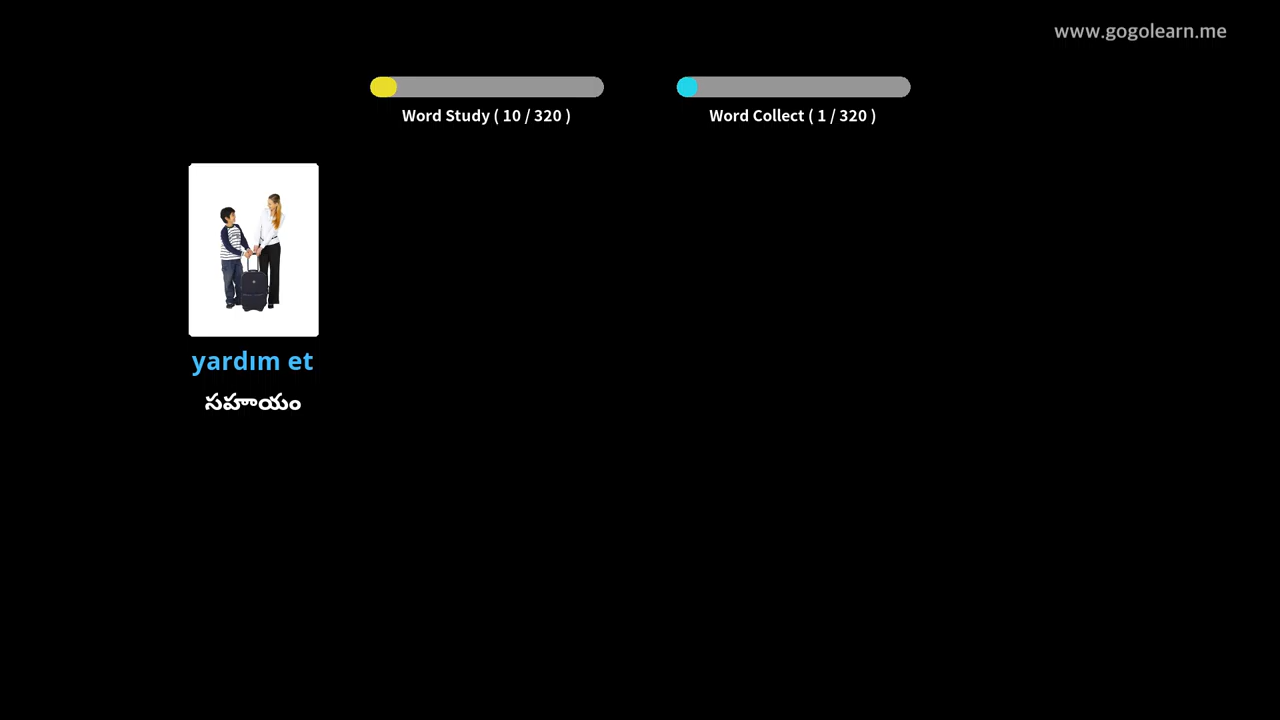 www.gogolearn.me
Word Study ( 10 / 320 )
Word Collect ( 1 / 320 )
yardım et
సహాయం